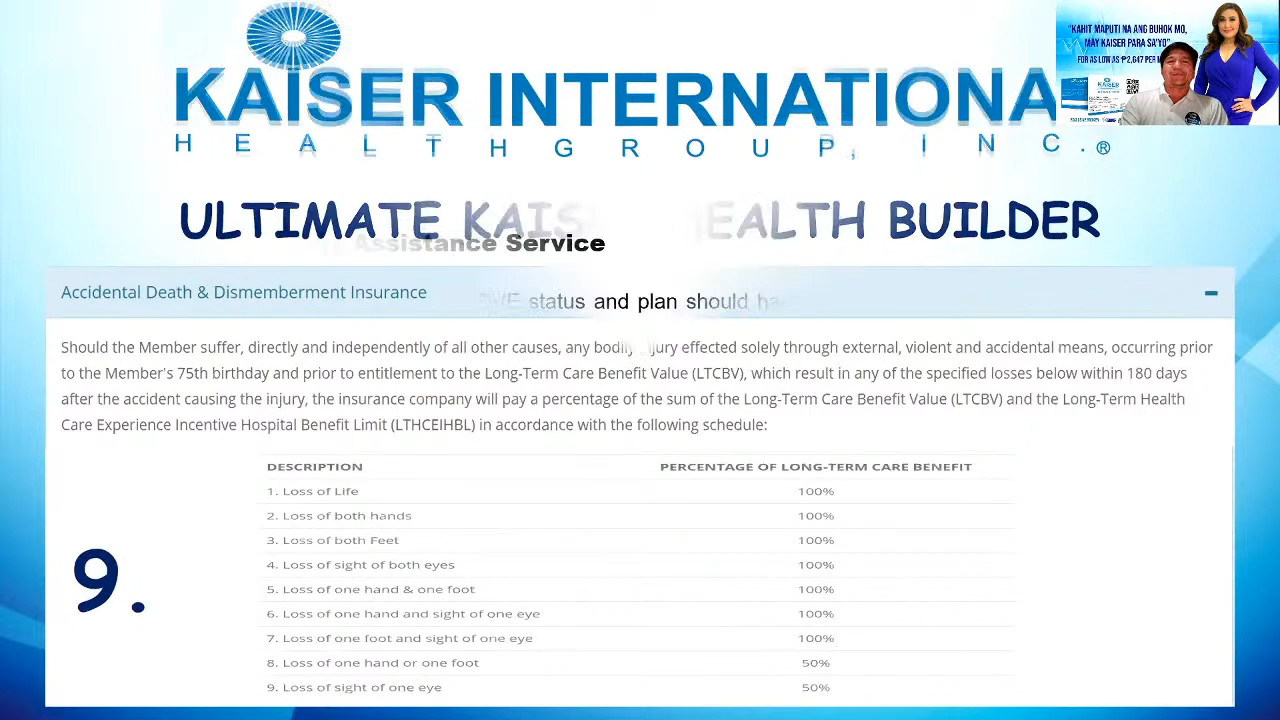 KAISER INTERNATIONA
HEALTHGROUP, INC.®
"KAHIT MAPUTI NA ANG BUHOK MO,
MAY KAISER PARA SA'YO"
FOR AS LOW AS ₱2,647 PER
KAISER
ULTIMATE KAIS HEALTH BUILDER
Assistance Service
Accidental Death & Dismemberment Insurance
status and plan should
Should the Member suffer, directly and independently of all other causes, any bodily injury effected solely through external, violent and accidental means, occurring prior
to the Member's 75th birthday and prior to entitlement to the Long-Term Care Benefit Value (LTCBV), which result in any of the specified losses below within 180 days
after the accident causing the injury, the insurance company will pay a percentage of the sum of the Long-Term Care Benefit Value (LTCBV) and the Long-Term Health
Care Experience Incentive Hospital Benefit Limit (LTHCEIHBL) in accordance with the following schedule:
DESCRIPTION PERCENTAGE OF LONG-TERM CARE BENEFIT
1. Loss of Life 100%
2. Loss of both hands 100%
3. Loss of both Feet 100%
4. Loss of sight of both eyes 100%
5. Loss of one hand & one foot 100%
6. Loss of one hand and sight of one eye 100%
7. Loss of one foot and sight of one eye 100%
8. Loss of one hand or one foot 50%
9. Loss of sight of one eye 50%
9.